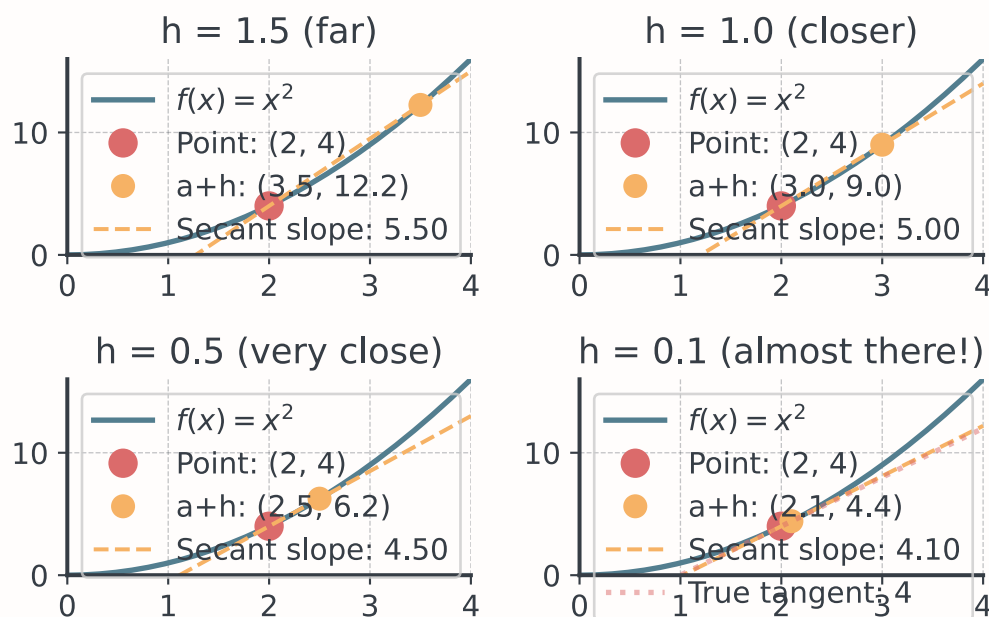 h = 1.5 (far)
10
0
f(x) = x²
Point: (2, 4)
a+h: (3.5, 12.2)
Secant slope: 5.50
0 1 2 3 4
h = 1.0 (closer)
10
0
f(x) = x²
Point: (2, 4)
a+h: (3.0, 9.0)
Secant slope: 5.00
0 1 2 3 4
h = 0.5 (very close)
10
0
f(x) = x²
Point: (2, 4)
a+h: (2.5, 6.2)
Secant slope: 4.50
0 1 2 3 4
h = 0.1 (almost there!)
10
0
f(x) = x²
Point: (2, 4)
a+h: (2.1, 4.4)
Secant slope: 4.10
True tangent: 4
0 1 2 3 4